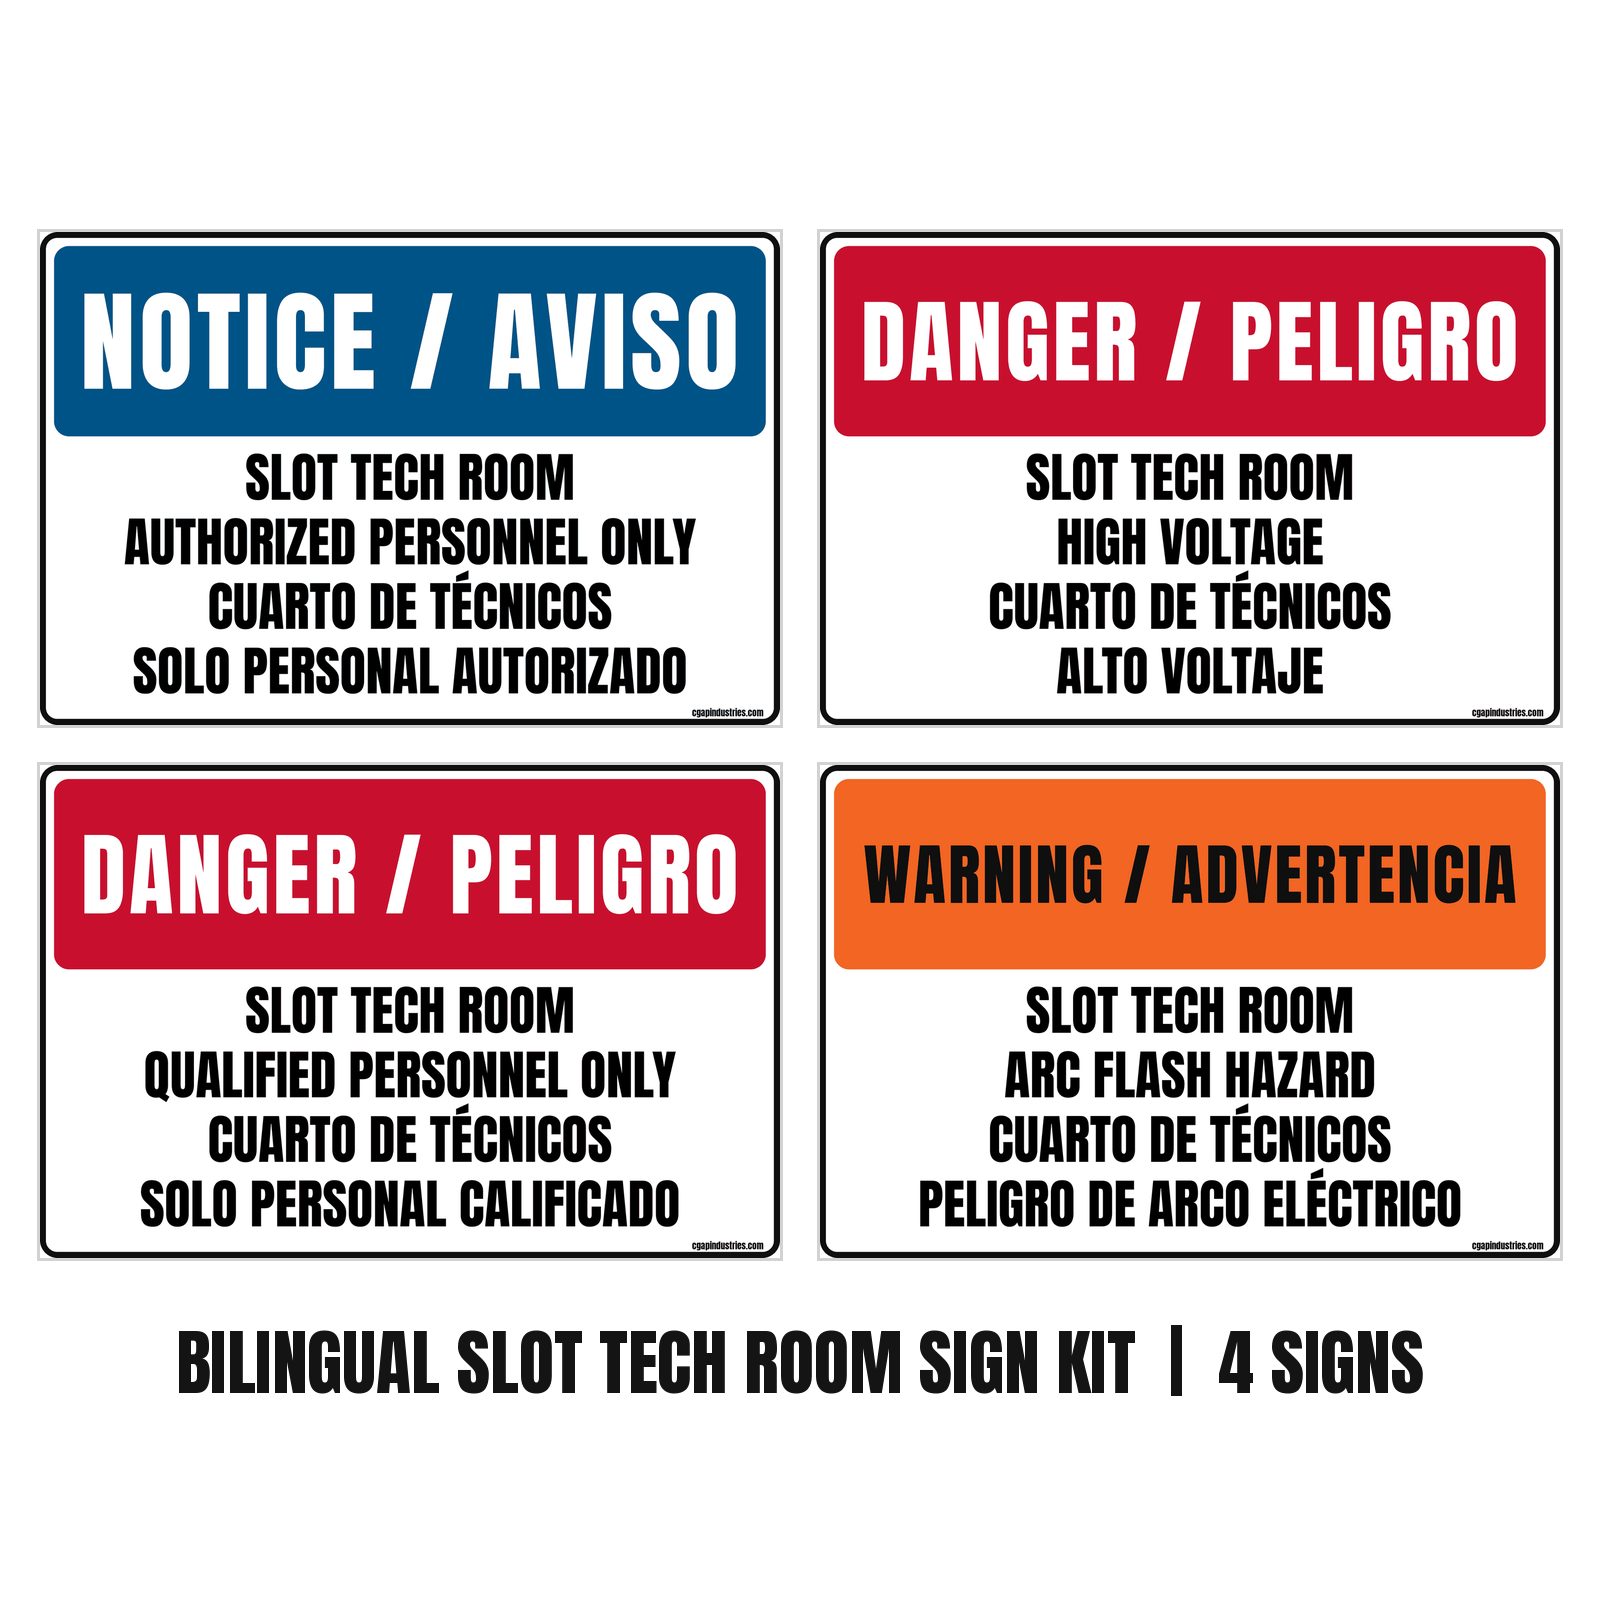 NOTICE / AVISO
SLOT TECH ROOM
AUTHORIZED PERSONNEL ONLY
CUARTO DE TÉCNICOS
SOLO PERSONAL AUTORIZADO
cgapindustries.com
DANGER / PELIGRO
SLOT TECH ROOM
HIGH VOLTAGE
CUARTO DE TÉCNICOS
ALTO VOLTAJE
cgapindustries.com
DANGER / PELIGRO
SLOT TECH ROOM
QUALIFIED PERSONNEL ONLY
CUARTO DE TÉCNICOS
SOLO PERSONAL CALIFICADO
cgapindustries.com
WARNING / ADVERTENCIA
SLOT TECH ROOM
ARC FLASH HAZARD
CUARTO DE TÉCNICOS
PELIGRO DE ARCO ELÉCTRICO
cgapindustries.com
BILINGUAL SLOT TECH ROOM SIGN KIT | 4 SIGNS